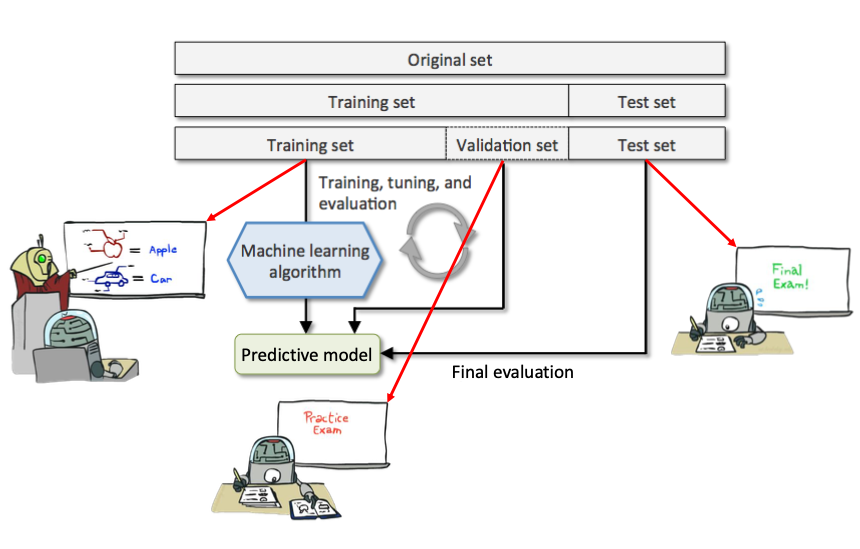 Original set
Training set
Test set
Training set
Validation set
Test set
Training, tuning, and
evaluation
Machine learning
algorithm
= Apple
= Car
Final
Exam!
Predictive model
Final evaluation
Practice
Exam